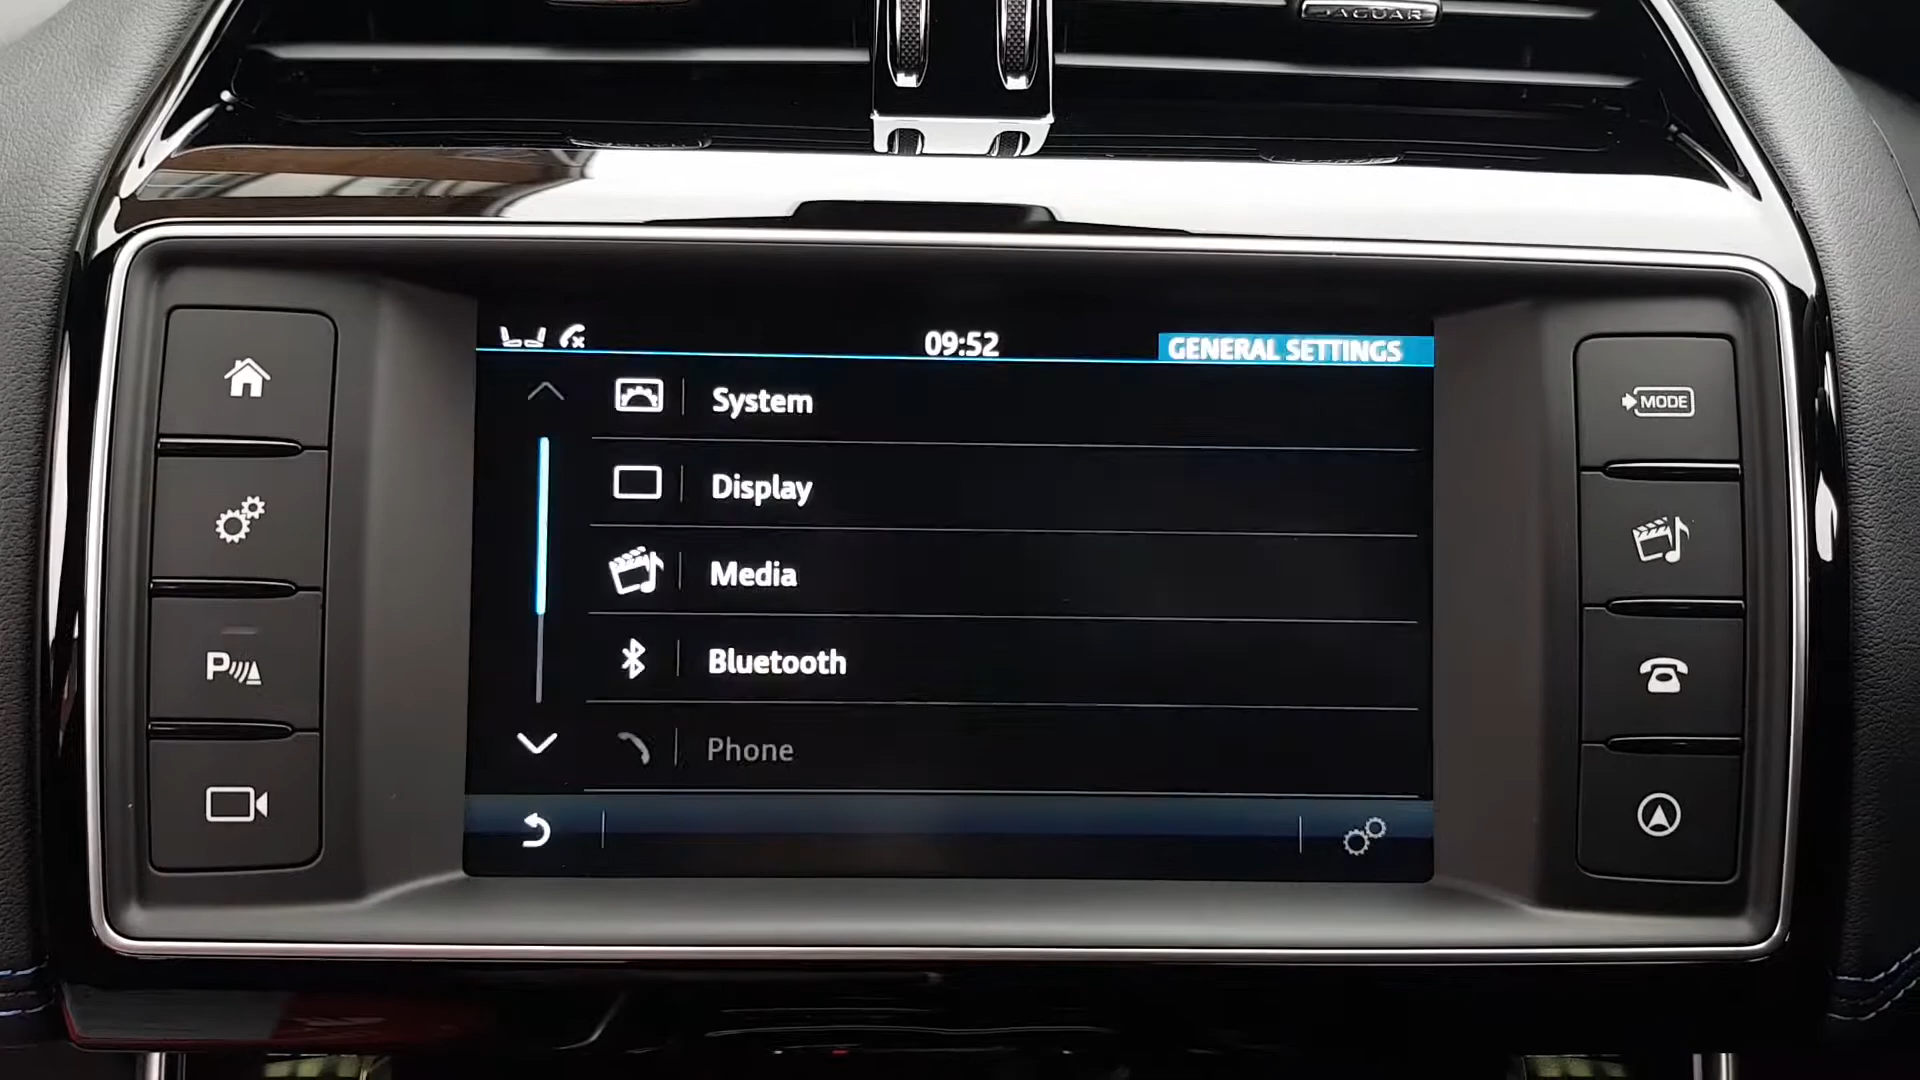 JAGUAR
09:52
GENERAL SETTINGS
System
MODE
Display
Media
Bluetooth
P
Phone